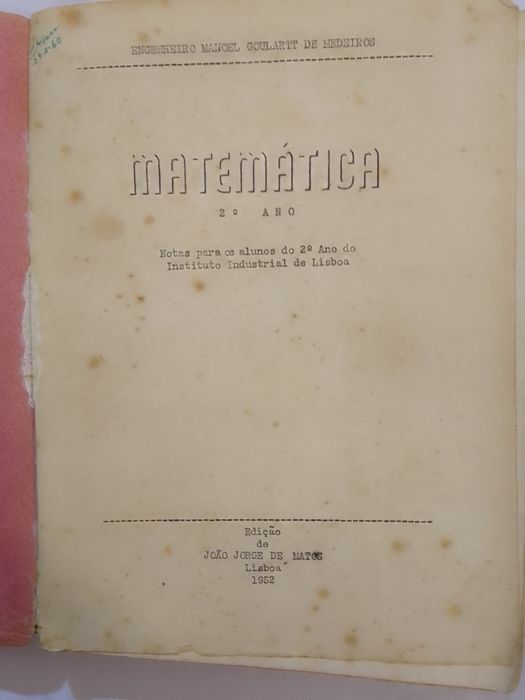 ENGENHEIRO MANOEL GOULARTT DE MEDEIROS
MATEMÁTICA
2º ANO
Notas para os alunos do 2º Ano do
Instituto Industrial de Lisboa
Edição
de
JOÃO JORGE DE MATOS
Lisboa
1952